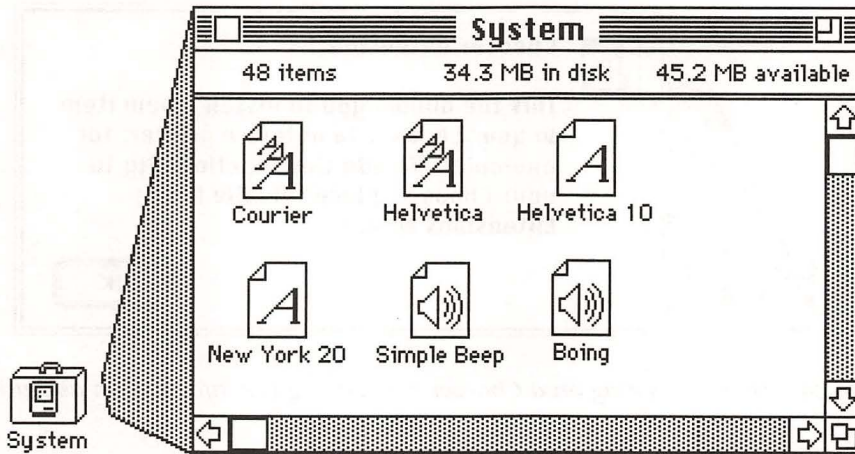 System
48 items 34.3 MB in disk 45.2 MB available
Courier Helvetica Helvetica 10
New York 20 Simple Beep Boing
System